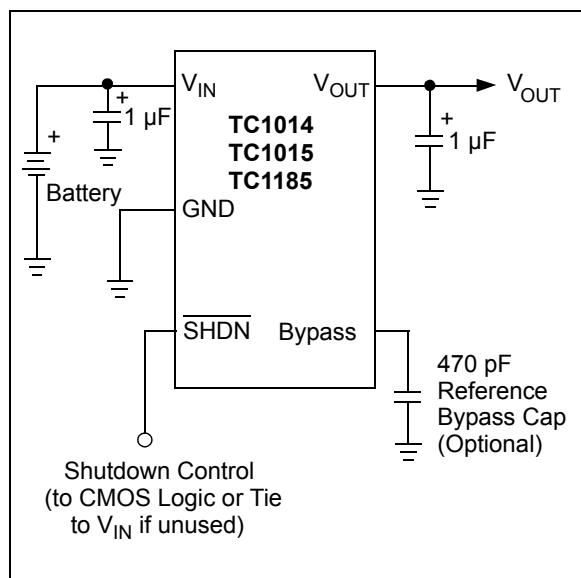 V_IN
V_OUT
V_OUT
+
1 µF
+
1 µF
TC1014
TC1015
TC1185
+
Battery
GND
SHDN
Bypass
470 pF
Reference
Bypass Cap
(Optional)
Shutdown Control
(to CMOS Logic or Tie
to V_IN if unused)